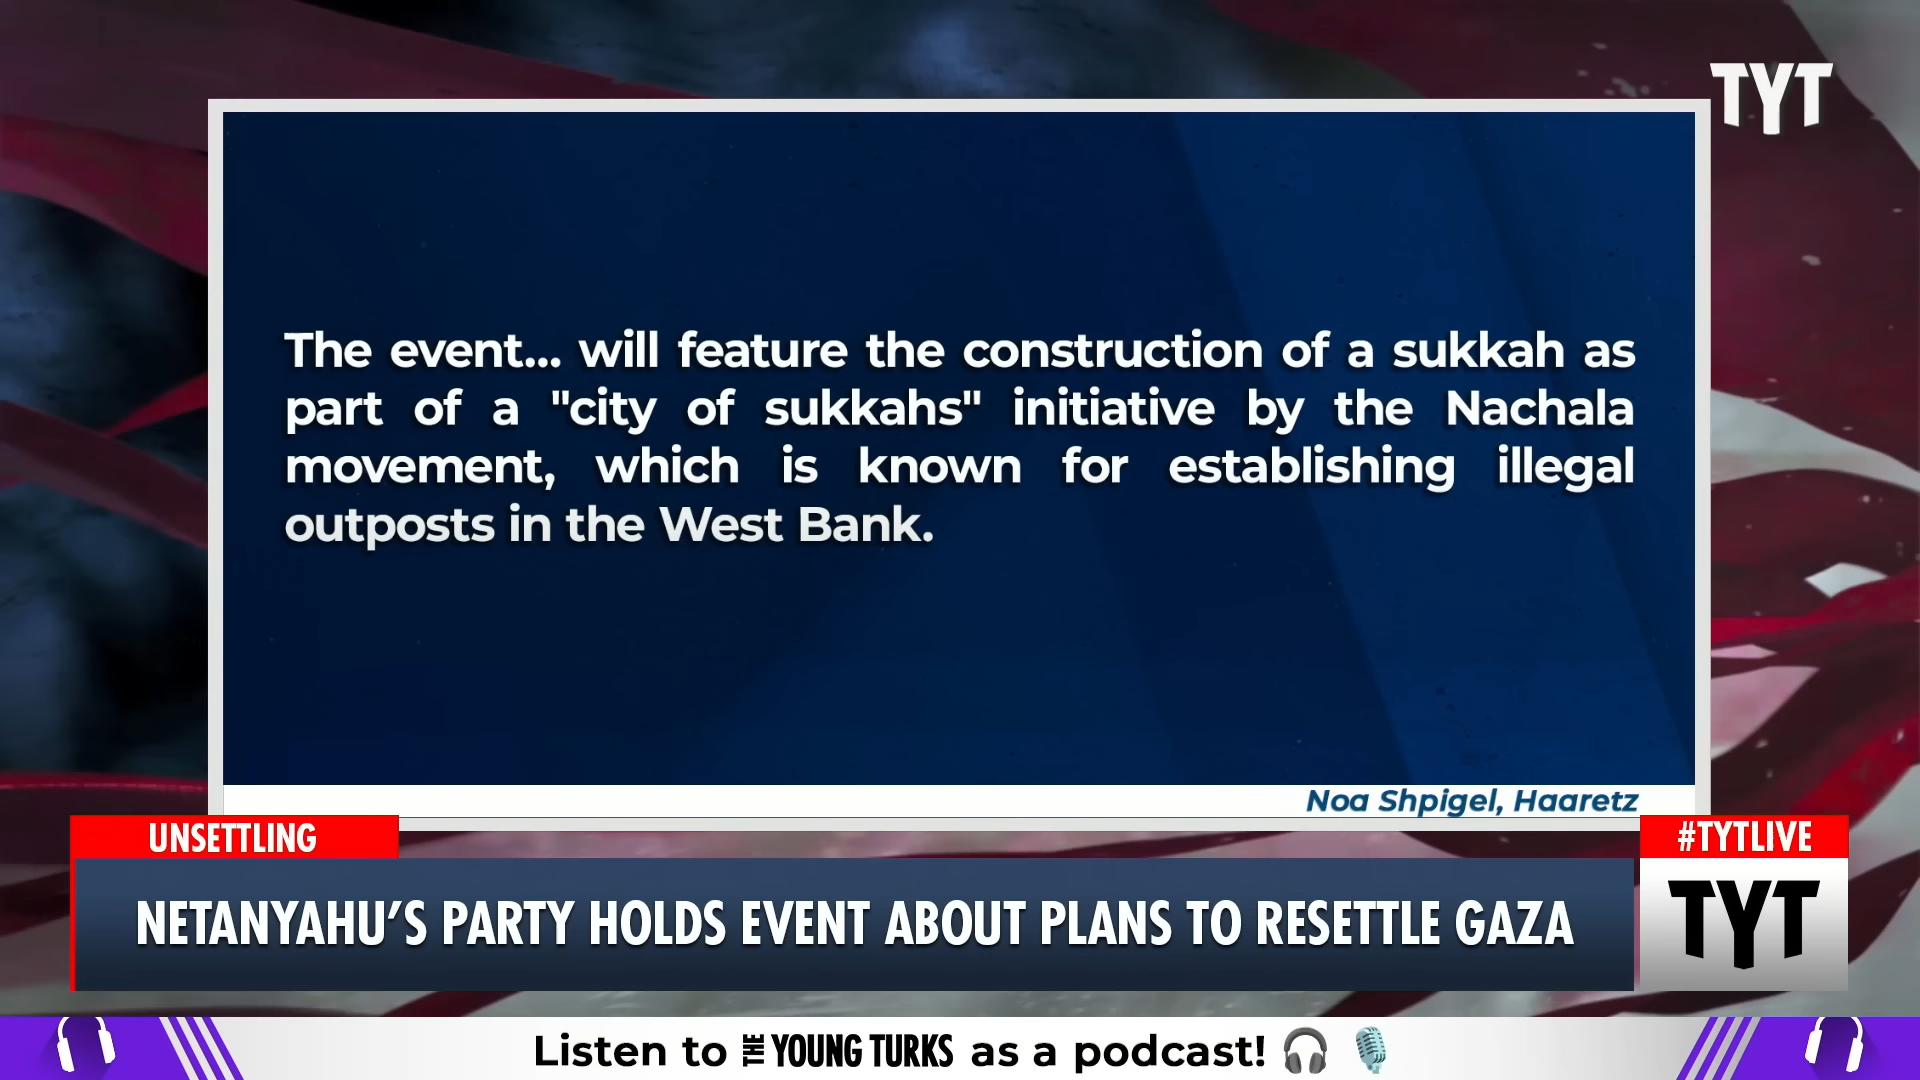 TYT
The event... will feature the construction of a sukkah as
part of a "city of sukkahs" initiative by the Nachala
movement, which is known for establishing illegal
outposts in the West Bank.
Noa Shpigel, Haaretz
UNSETTLING
#TYTLIVE
NETANYAHU'S PARTY HOLDS EVENT ABOUT PLANS TO RESETTLE GAZA
TYT
Listen to THE YOUNG TURKS as a podcast!